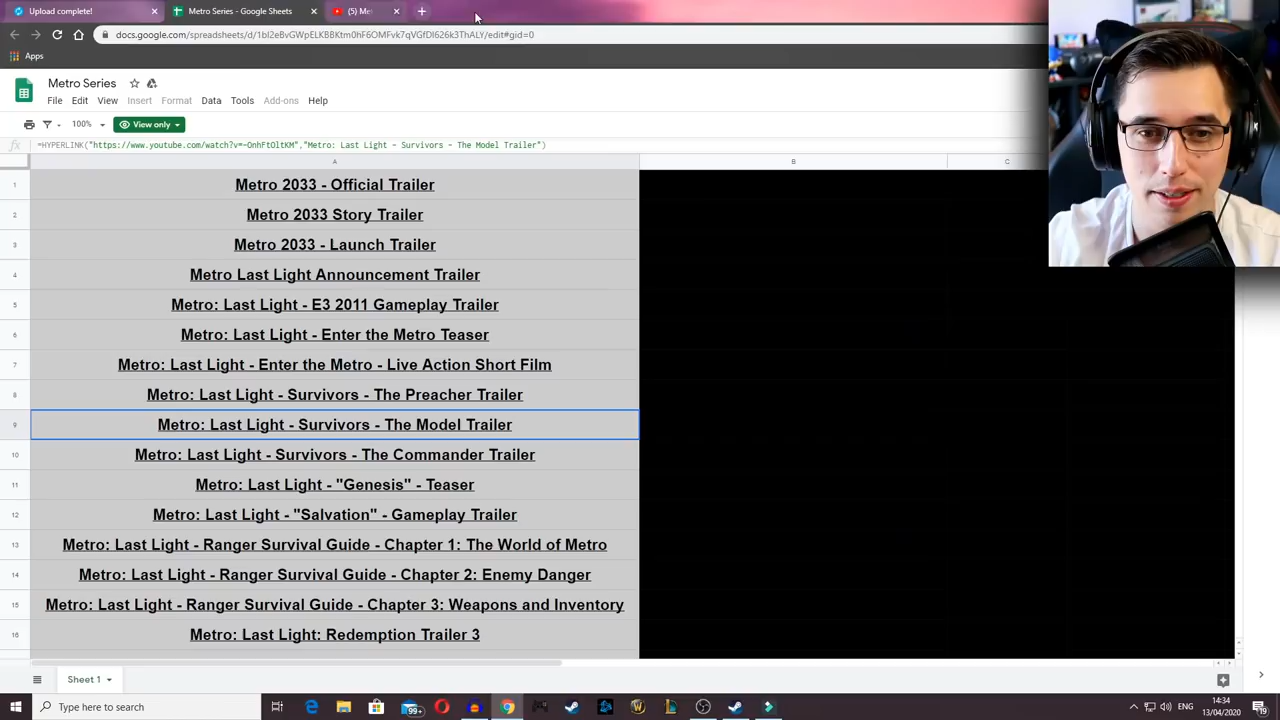 Upload complete!
Metro Series - Google Sheets
(5) Me
docs.google.com/spreadsheets/d/1bI2eBvGWpELKBBKtm0hF6OMFvk7qVGfDI626k3ThALY/edit#gid=0
Apps
Metro Series
File Edit View Insert Format Data Tools Add-ons Help
100% View only
fx =HYPERLINK("https://www.youtube.com/watch?v=-OnhFtOltKM","Metro: Last Light - Survivors - The Model Trailer")
A B C
1 Metro 2033 - Official Trailer
2 Metro 2033 Story Trailer
3 Metro 2033 - Launch Trailer
4 Metro Last Light Announcement Trailer
5 Metro: Last Light - E3 2011 Gameplay Trailer
6 Metro: Last Light - Enter the Metro Teaser
7 Metro: Last Light - Enter the Metro - Live Action Short Film
8 Metro: Last Light - Survivors - The Preacher Trailer
9 Metro: Last Light - Survivors - The Model Trailer
10 Metro: Last Light - Survivors - The Commander Trailer
11 Metro: Last Light - "Genesis" - Teaser
12 Metro: Last Light - "Salvation" - Gameplay Trailer
13 Metro: Last Light - Ranger Survival Guide - Chapter 1: The World of Metro
14 Metro: Last Light - Ranger Survival Guide - Chapter 2: Enemy Danger
15 Metro: Last Light - Ranger Survival Guide - Chapter 3: Weapons and Inventory
16 Metro: Last Light: Redemption Trailer 3
Sheet 1
Type here to search
99+
ENG
14:34
13/04/2020
19